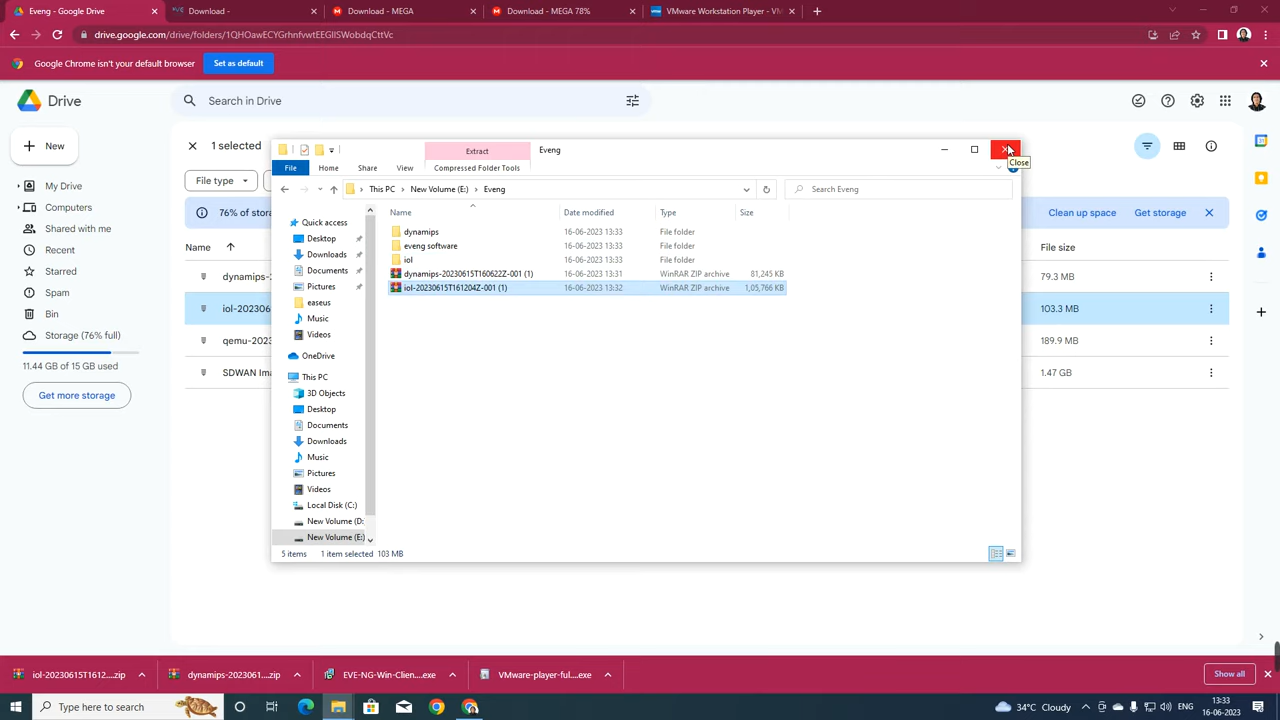 Eveng - Google Drive
Download -
Download - MEGA
Download - MEGA 78%
VMware Workstation Player - VM
drive.google.com/drive/folders/1QHOawECYGrhnfvwtEEGlISWobdqCttVc
Google Chrome isn't your default browser
Set as default
Drive
Search in Drive
New
1 selected
File type
My Drive
Computers
Shared with me
Recent
Starred
Spam
Bin
Storage (76% full)
11.44 GB of 15 GB used
Get more storage
76% of stora
Clean up space
Get storage
Name
File size
dynamips-
79.3 MB
iol-202306
103.3 MB
qemu-2023
189.9 MB
SDWAN Ima
1.47 GB
Extract
Eveng
Close
File
Home
Share
View
Compressed Folder Tools
This PC
New Volume (E:)
Eveng
Search Eveng
Name
Date modified
Type
Size
dynamips
16-06-2023 13:33
File folder
eveng software
16-06-2023 13:33
File folder
iol
16-06-2023 13:33
File folder
dynamips-20230615T160622Z-001 (1)
16-06-2023 13:31
WinRAR ZIP archive
81,245 KB
iol-20230615T161204Z-001 (1)
16-06-2023 13:32
WinRAR ZIP archive
1,05,766 KB
Quick access
Desktop
Downloads
Documents
Pictures
easeus
Music
Videos
OneDrive
This PC
3D Objects
Desktop
Documents
Downloads
Music
Pictures
Videos
Local Disk (C:)
New Volume (D:
New Volume (E:)
5 items
1 item selected 103 MB
iol-20230615T1612....zip
dynamips-202306151....zip
EVE-NG-Win-Clien....exe
VMware-player-ful....exe
Show all
Type here to search
34°C Cloudy
ENG
13:33
16-06-2023